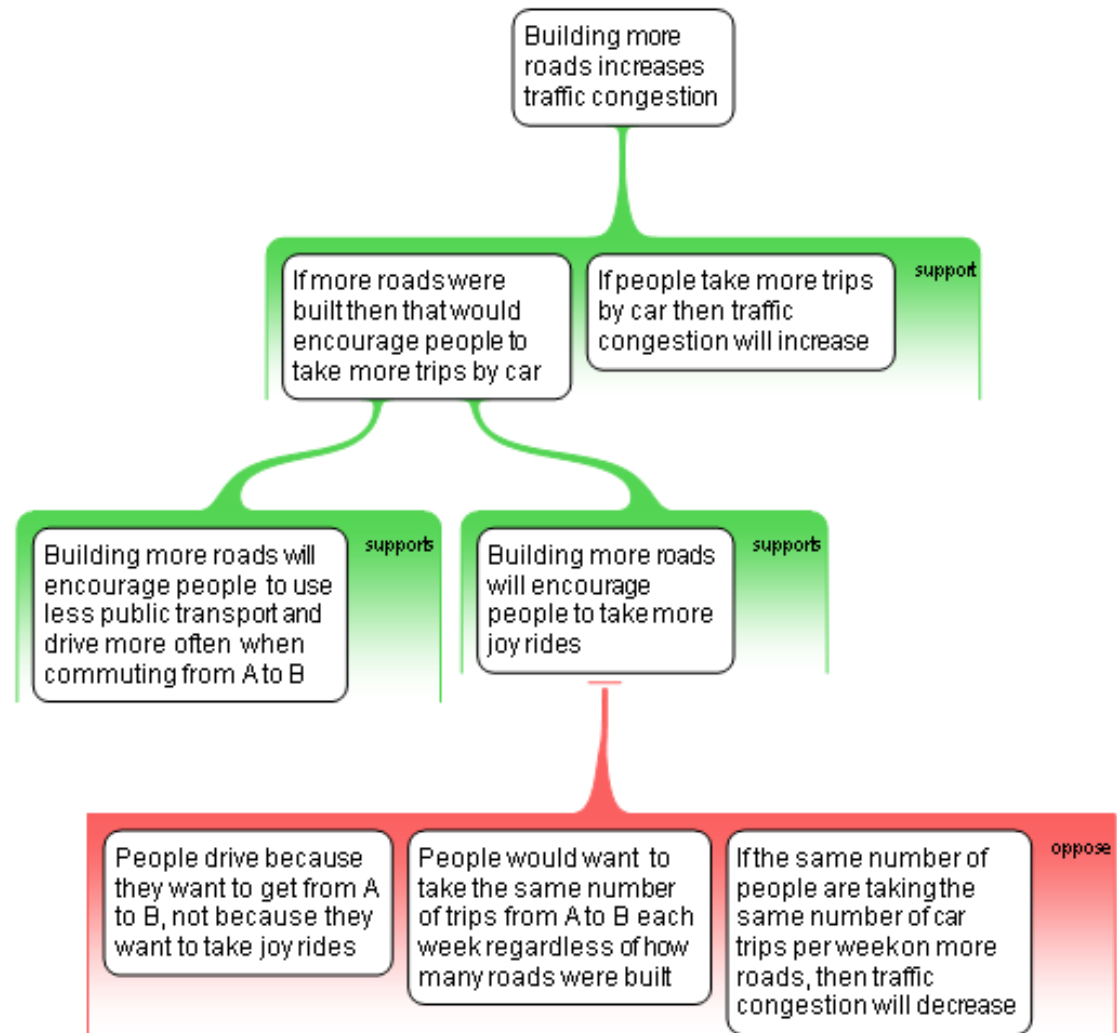 Building more
roads increases
traffic congestion
If more roads were
built then that would
encourage people to
take more trips by car
If people take more trips
by car then traffic
congestion will increase
support
Building more roads will
encourage people to use
less public transport and
drive more often when
commuting from A to B
supports
Building more roads
will encourage
people to take more
joy rides
supports
People drive because
they want to get from A
to B, not because they
want to take joy rides
People would want to
take the same number
of trips from A to B each
week regardless of how
many roads were built
If the same number of
people are taking the
same number of car
trips per week on more
roads, then traffic
congestion will decrease
oppose